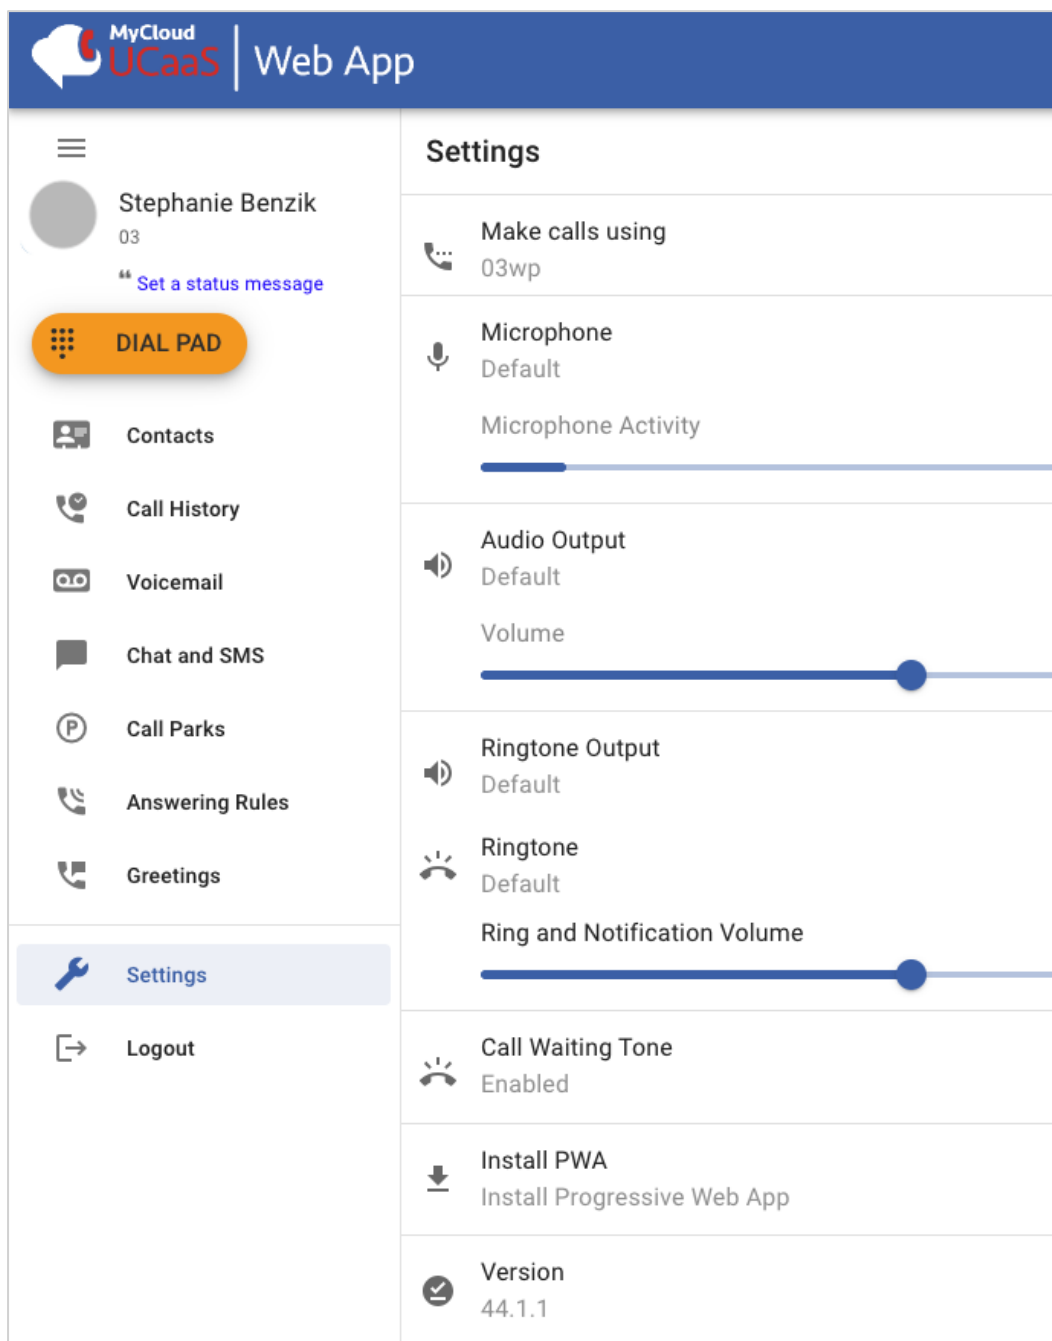 MyCloud
UCaaS
Web App
Stephanie Benzik
03
❝ Set a status message
DIAL PAD
Contacts
Call History
Voicemail
Chat and SMS
P
Call Parks
Answering Rules
Greetings
Settings
Logout
Settings
Make calls using
03wp
Microphone
Default
Microphone Activity
Audio Output
Default
Volume
Ringtone Output
Default
Ringtone
Default
Ring and Notification Volume
Call Waiting Tone
Enabled
Install PWA
Install Progressive Web App
Version
44.1.1